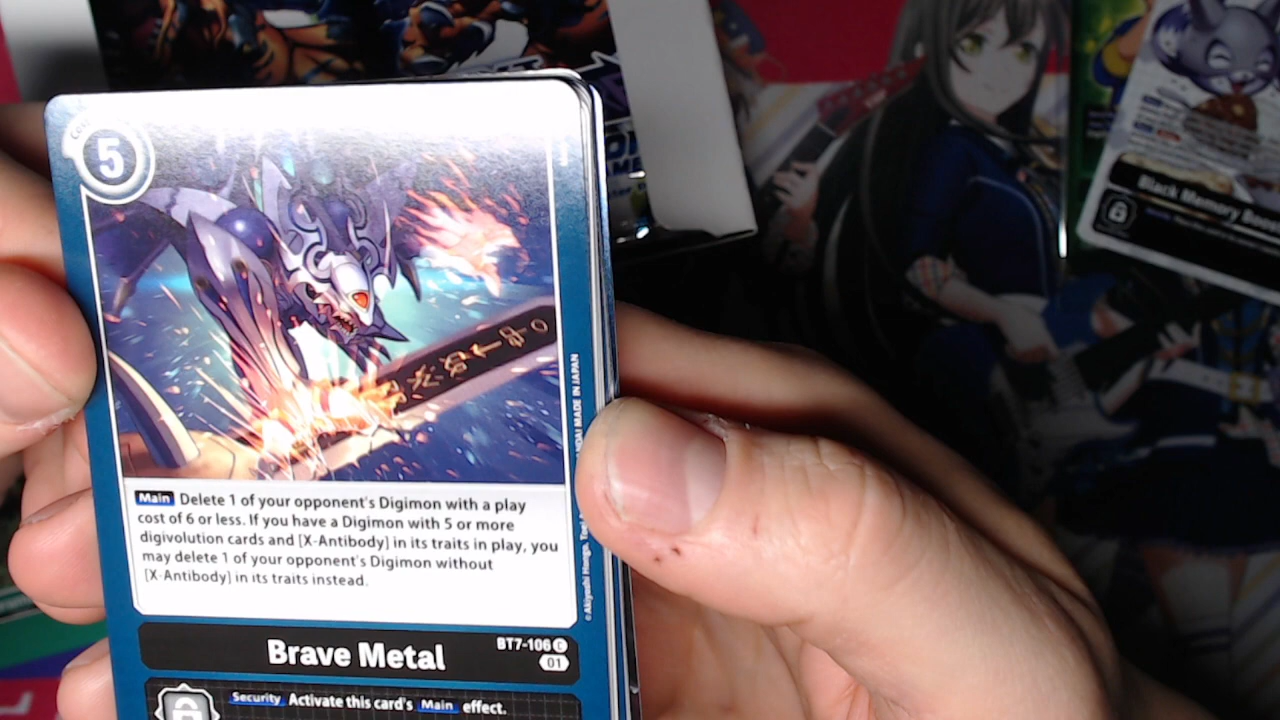 Cost
5
Main Delete 1 of your opponent's Digimon with a play
cost of 6 or less. If you have a Digimon with 5 or more
digivolution cards and [X-Antibody] in its traits in play, you
may delete 1 of your opponent's Digimon without
[X-Antibody] in its traits instead.
MADE IN JAPAN
©Akiyoshi Hongo,
Brave Metal
BT7-106 C
01
Security Activate this card's Main effect.
Black Memory